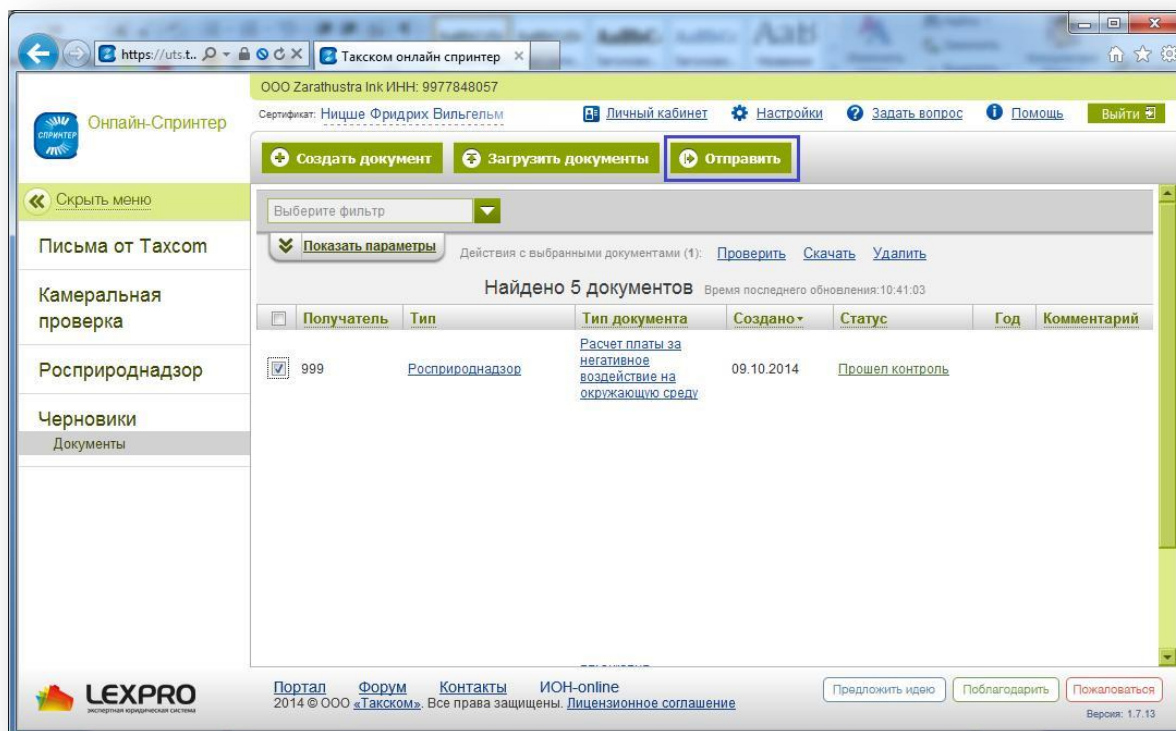 https://uts.t..
Такском онлайн спринтер
ООО Zarathustra Ink ИНН: 9977848057
СПРИНТЕР
Онлайн-Спринтер
Сертификат: Ницше Фридрих Вильгельм
Личный кабинет
Настройки
Задать вопрос
Помощь
Выйти
Создать документ
Загрузить документы
Отправить
Скрыть меню
Письма от Taxcom
Камеральная
проверка
Росприроднадзор
Черновики
Документы
Выберите фильтр
Показать параметры
Действия с выбранными документами (1): Проверить Скачать Удалить
Найдено 5 документов Время последнего обновления:10:41:03
Получатель Тип Тип документа Создано Статус Год Комментарий
999 Росприроднадзор
Расчет платы за
негативное
воздействие на
окружающую среду
09.10.2014 Прошел контроль
LEXPRO
экспертная юридическая система
Портал Форум Контакты ИОН-online
2014 © ООО «Такском». Все права защищены. Лицензионное соглашение
Предложить идею
Поблагодарить
Пожаловаться
Версия: 1.7.13